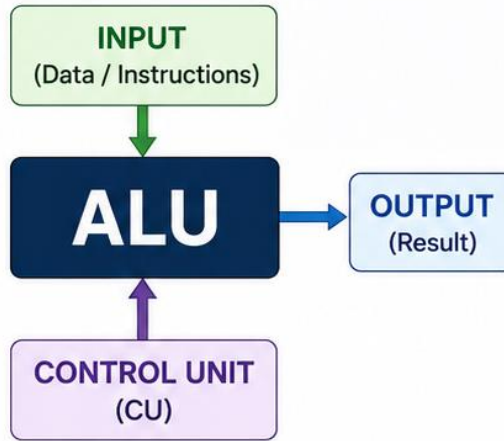 INPUT
(Data / Instructions)
ALU
OUTPUT
(Result)
CONTROL UNIT
(CU)